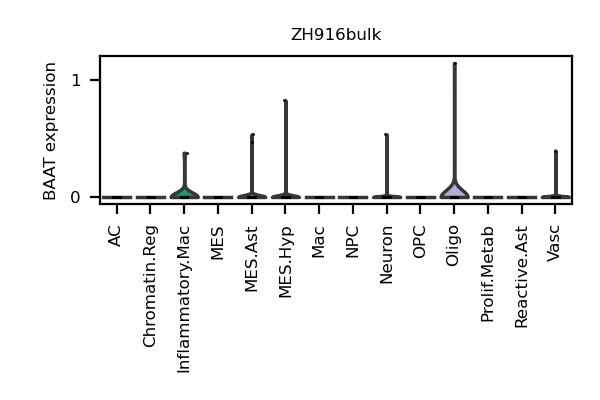 ZH916bulk
BAAT expression
1
0
AC
Chromatin.Reg
Inflammatory.Mac
MES
MES.Ast
MES.Hyp
Mac
NPC
Neuron
OPC
Oligo
Prolif.Metab
Reactive.Ast
Vasc